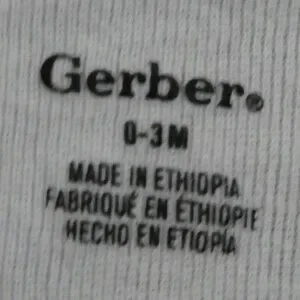 Gerber®
0-3M
MADE IN ETHIOPIA
FABRIQUÉ EN ÉTHIOPIE
HECHO EN ETIOPÍA